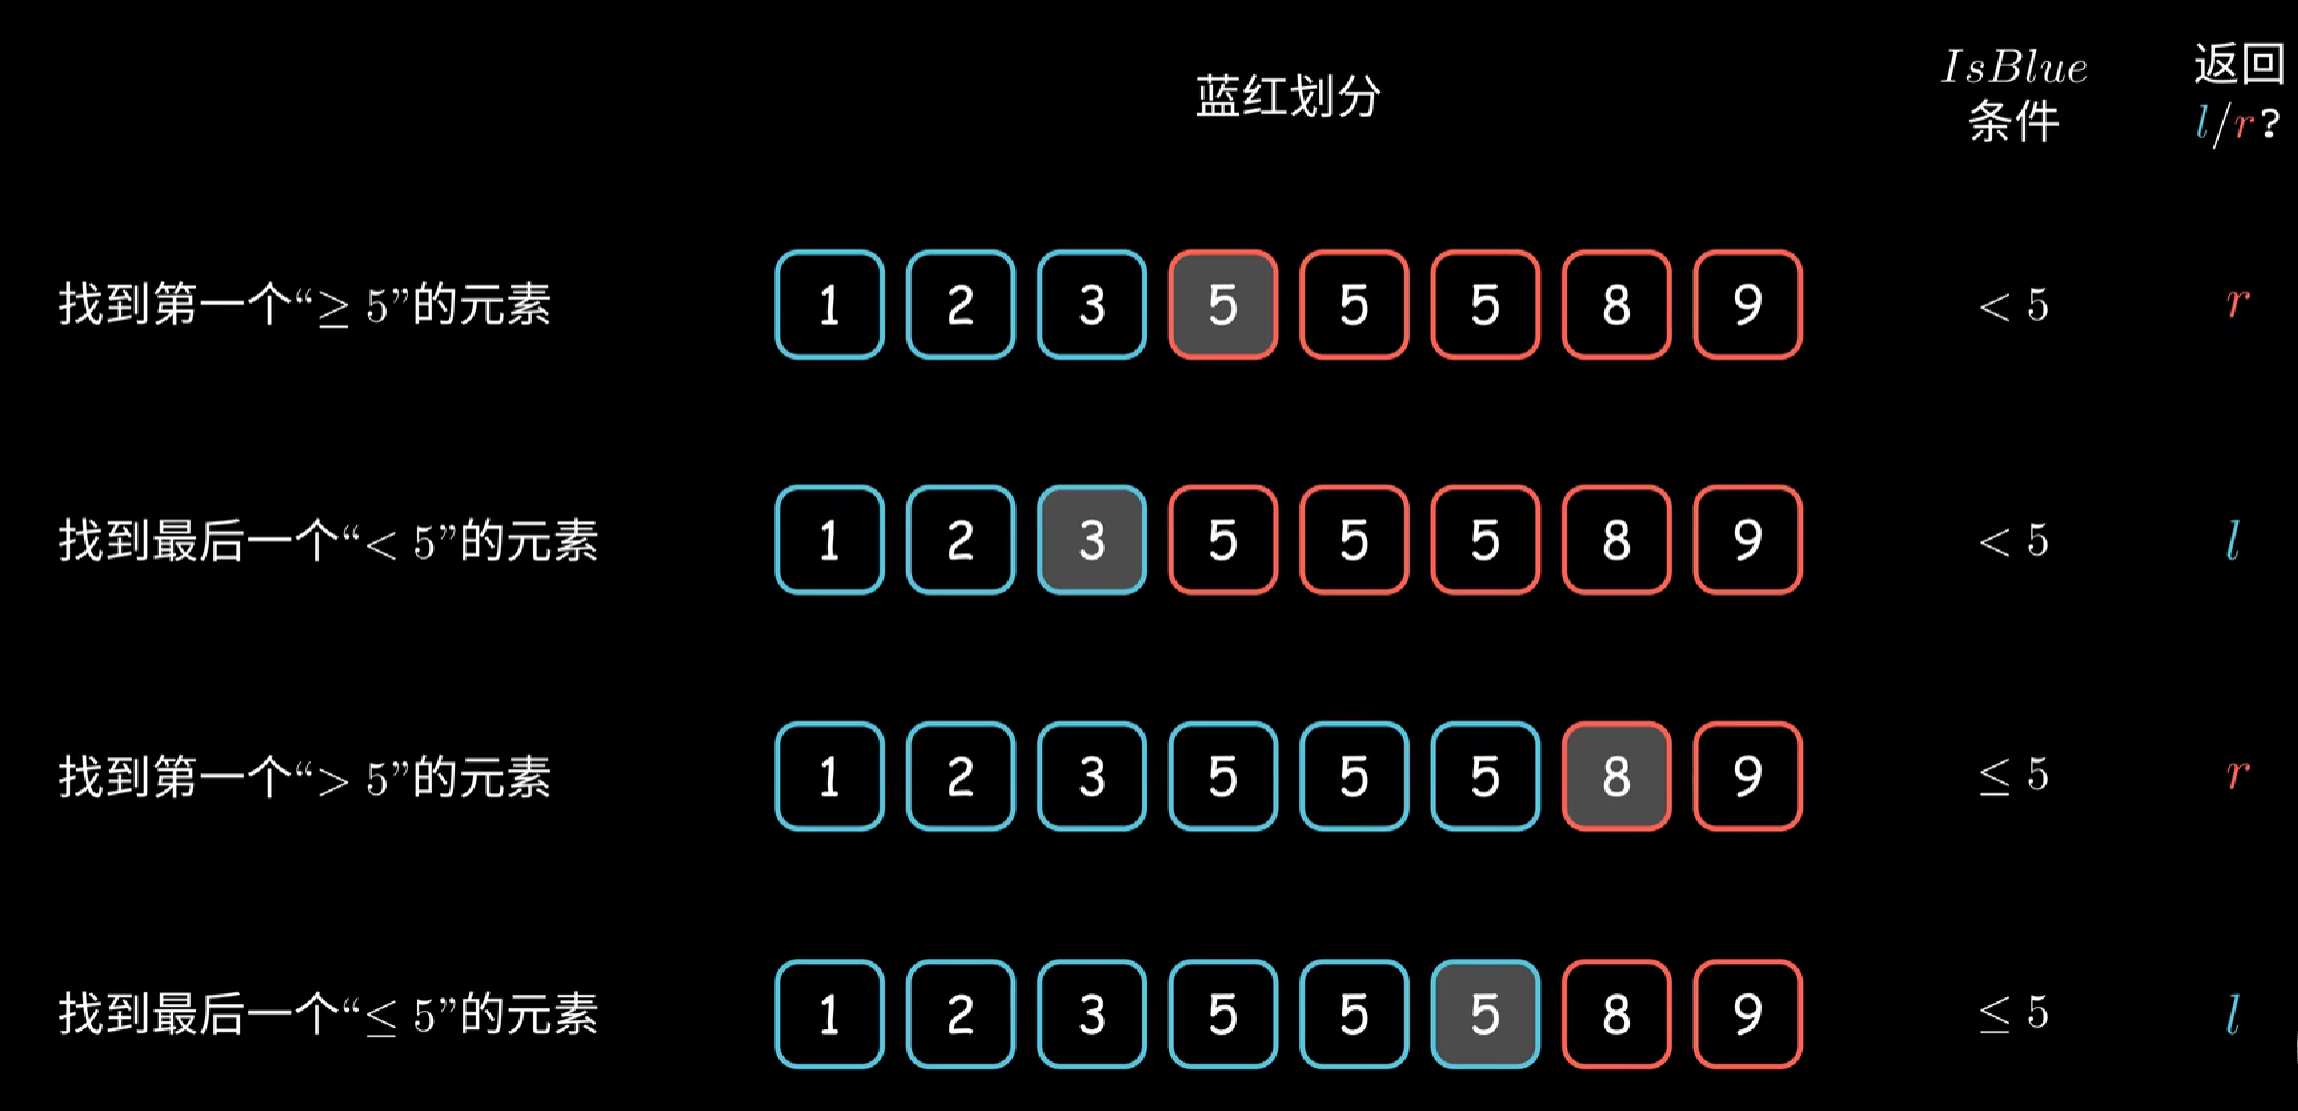 蓝红划分
IsBlue
条件
返回
l/r?
找到第一个“≥ 5”的元素 1 2 3 5 5 5 8 9 < 5 r
找到最后一个“< 5”的元素 1 2 3 5 5 5 8 9 < 5 l
找到第一个“> 5”的元素 1 2 3 5 5 5 8 9 ≤ 5 r
找到最后一个“≤ 5”的元素 1 2 3 5 5 5 8 9 ≤ 5 l